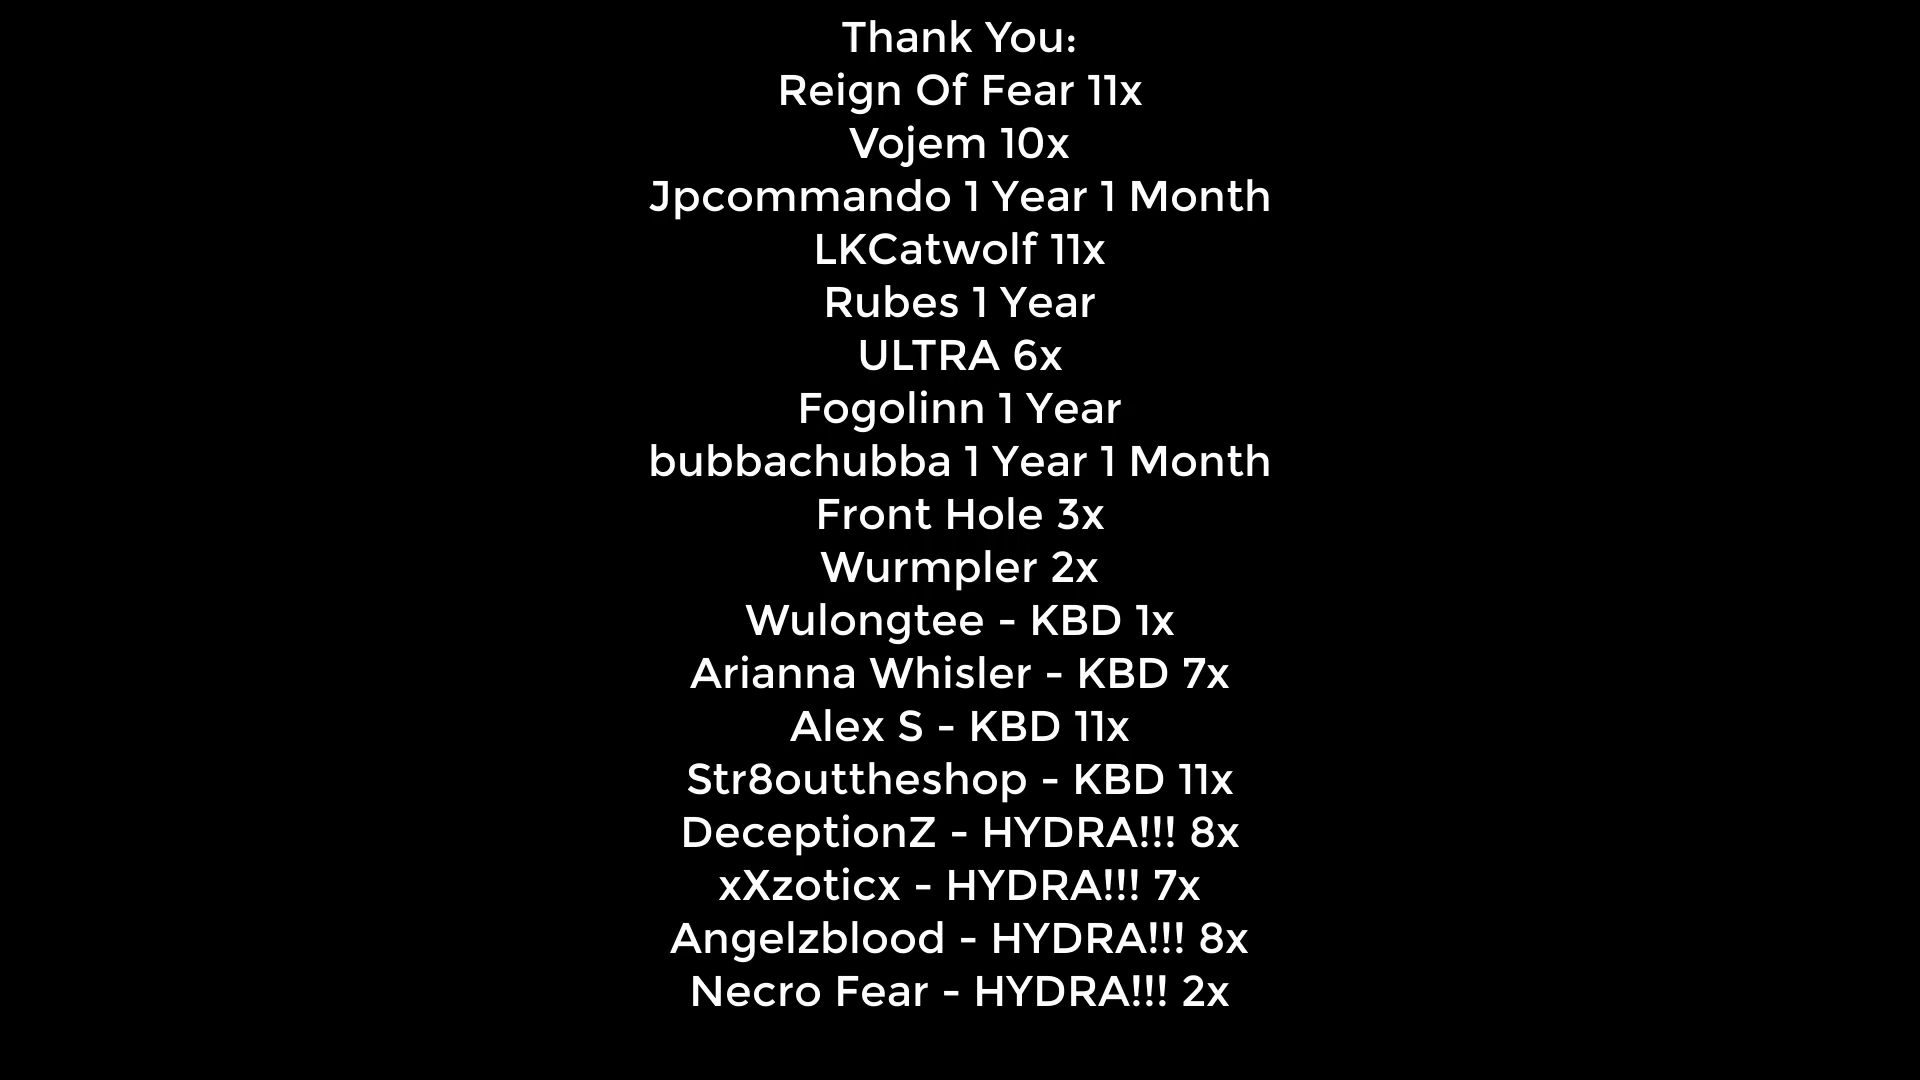 Thank You:
Reign Of Fear 11x
Vojem 10x
Jpcommando 1 Year 1 Month
LKCatwolf 11x
Rubes 1 Year
ULTRA 6x
Fogolinn 1 Year
bubbachubba 1 Year 1 Month
Front Hole 3x
Wurmpler 2x
Wulongtee - KBD 1x
Arianna Whisler - KBD 7x
Alex S - KBD 11x
Str8outtheshop - KBD 11x
DeceptionZ - HYDRA!!! 8x
xXzoticx - HYDRA!!! 7x
Angelzblood - HYDRA!!! 8x
Necro Fear - HYDRA!!! 2x